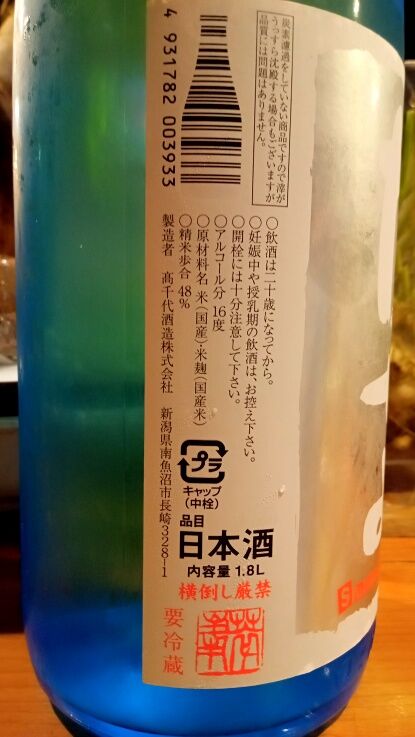 炭素濾過をしていない商品ですので滓が
うっすら沈殿する場合もございますが
品質には問題はありません。
4 931782 003933
○飲酒は二十歳になってから。
○妊娠中や授乳期の飲酒は、お控え下さい。
○開栓には十分注意して下さい。
○アルコール分 16度
○原材料名 米(国産)・米麹(国産米)
○精米歩合 48%
製造者 髙千代酒造株式会社 新潟県南魚沼市長崎328-1
プラ
キャップ
(中栓)
品目
日本酒
内容量 1.8L
横倒し厳禁
要冷蔵